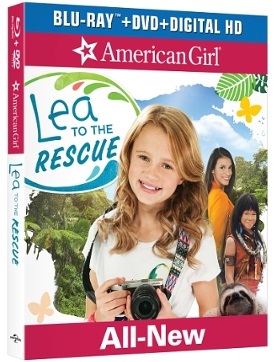 BLU-RAY™+DVD+DIGITAL HD
American Girl
Lea
TO THE
RESCUE
All-New
American Girl
Lea
TO THE
RESCUE